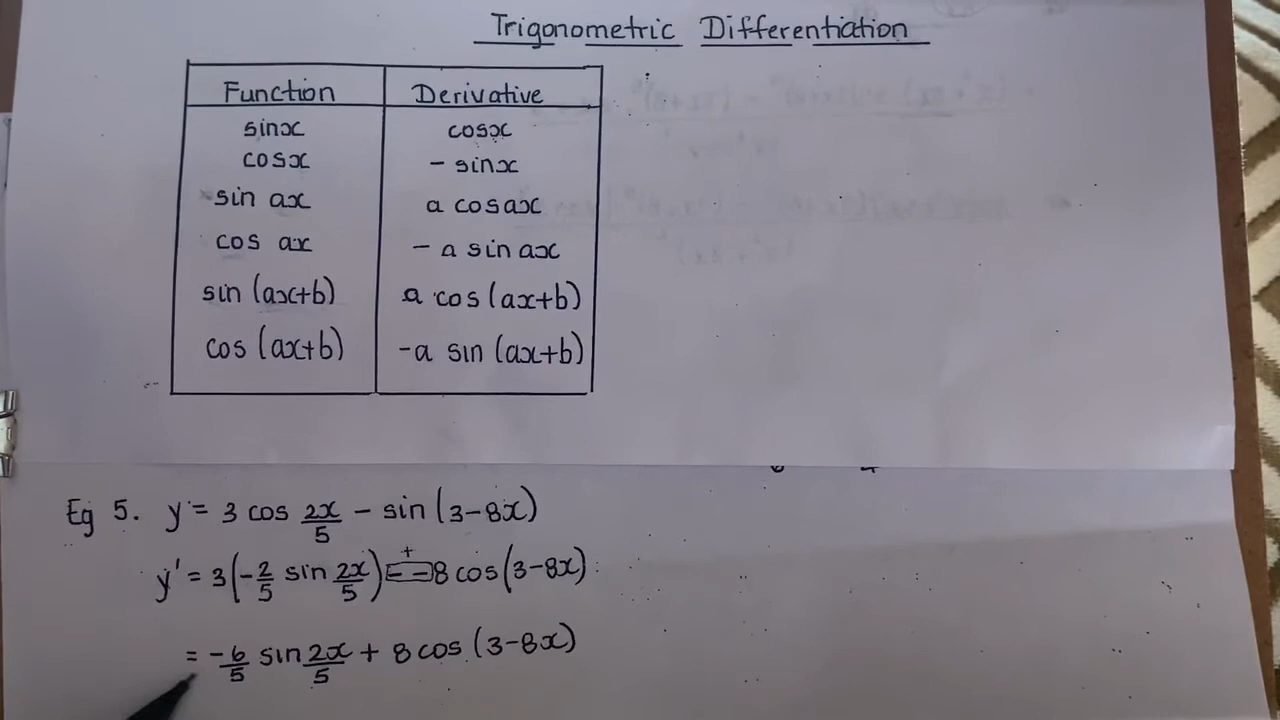 Trigonometric Differentiation
Function Derivative
sinx cosx
cosx - sinx
sin ax a cosax
cos ax - a sin ax
sin (ax+b) a cos (ax+b)
cos (ax+b) -a sin (ax+b)
Eg 5. y = 3 cos 2x/5 - sin (3-8x)
y' = 3(-2/5 sin 2x/5) - -8 cos(3-8x)
+
= -6/5 sin 2x/5 + 8 cos (3-8x)